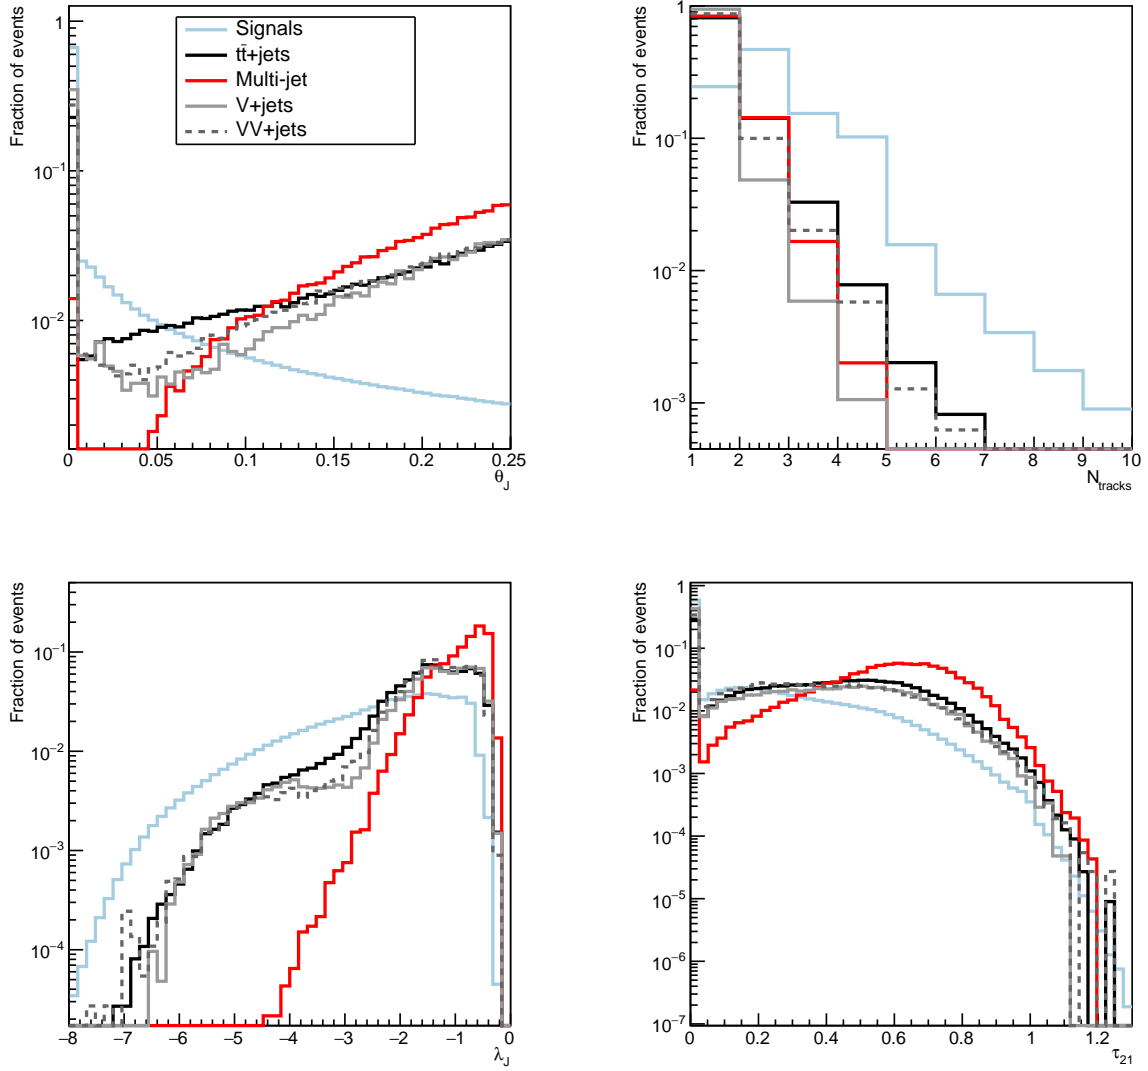 Fraction of events
1
10⁻¹
10⁻²
0 0.05 0.1 0.15 0.2 0.25
θ_J
Signals
tt̄+jets
Multi-jet
V+jets
VV+jets
Fraction of events
1
10⁻¹
10⁻²
10⁻³
1 2 3 4 5 6 7 8 9 10
N_tracks
Fraction of events
10⁻¹
10⁻²
10⁻³
10⁻⁴
−8 −7 −6 −5 −4 −3 −2 −1 0
λ_J
Fraction of events
1
10⁻¹
10⁻²
10⁻³
10⁻⁴
10⁻⁵
10⁻⁶
10⁻⁷
0 0.2 0.4 0.6 0.8 1 1.2
τ₂₁